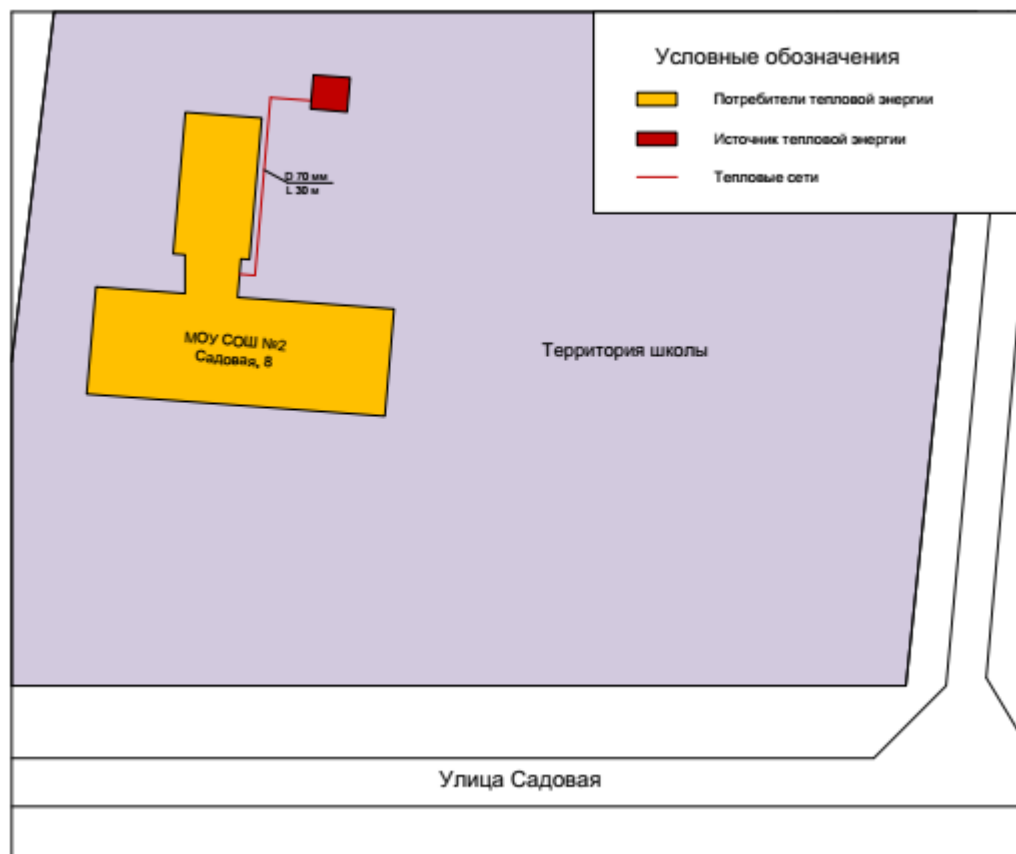 Условные обозначения
Потребители тепловой энергии
Источник тепловой энергии
Тепловые сети
D 70 мм
L 30 м
МОУ СОШ №2
Садовая, 8
Территория школы
Улица Садовая